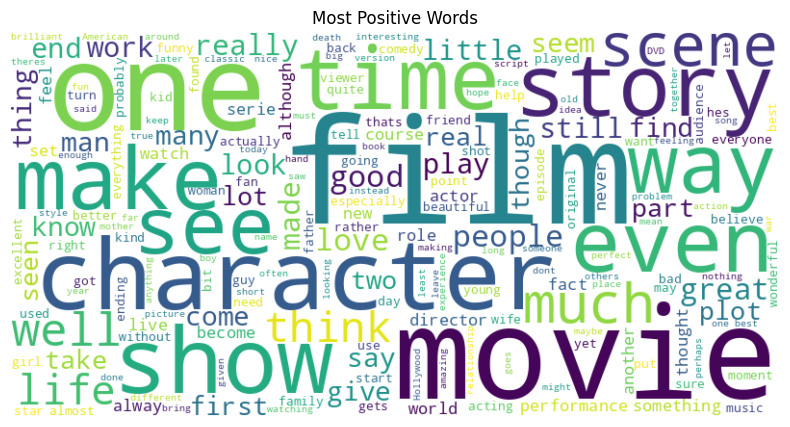 Most Positive Words
brilliant theres American later around classic nice
funny found really
death big back comedy version interesting
little viewer quite script
seem played
scene DVD let
one time story
end work thing feel turn said fun kid keep probably
serie although must thats tell course hope friend face help
still find idea old song hes audience together everyone best
man many true actually today
set everything watch enough
real going shot book hand saw
though episode want feeling
make look woman fan lot made
good play film way
point especially instead actor beautiful new
original never part problem action mean war believe
see know better far style mother
love father rather role people
even
seen excellent right kind name boy
character
got year anything bit often guy short
looking making long someone dont perfect
two day need young least leave experience
fact others place bad may nothing wonderful
much great plot
well used picture ending without live become come
think director wife yet
show movie
maybe one best perhaps thought another
life girl take done given different
use say start family
Hollywood amazing relationship goes
put sure moment might
star almost alway bring first watching give gets world acting performance something music